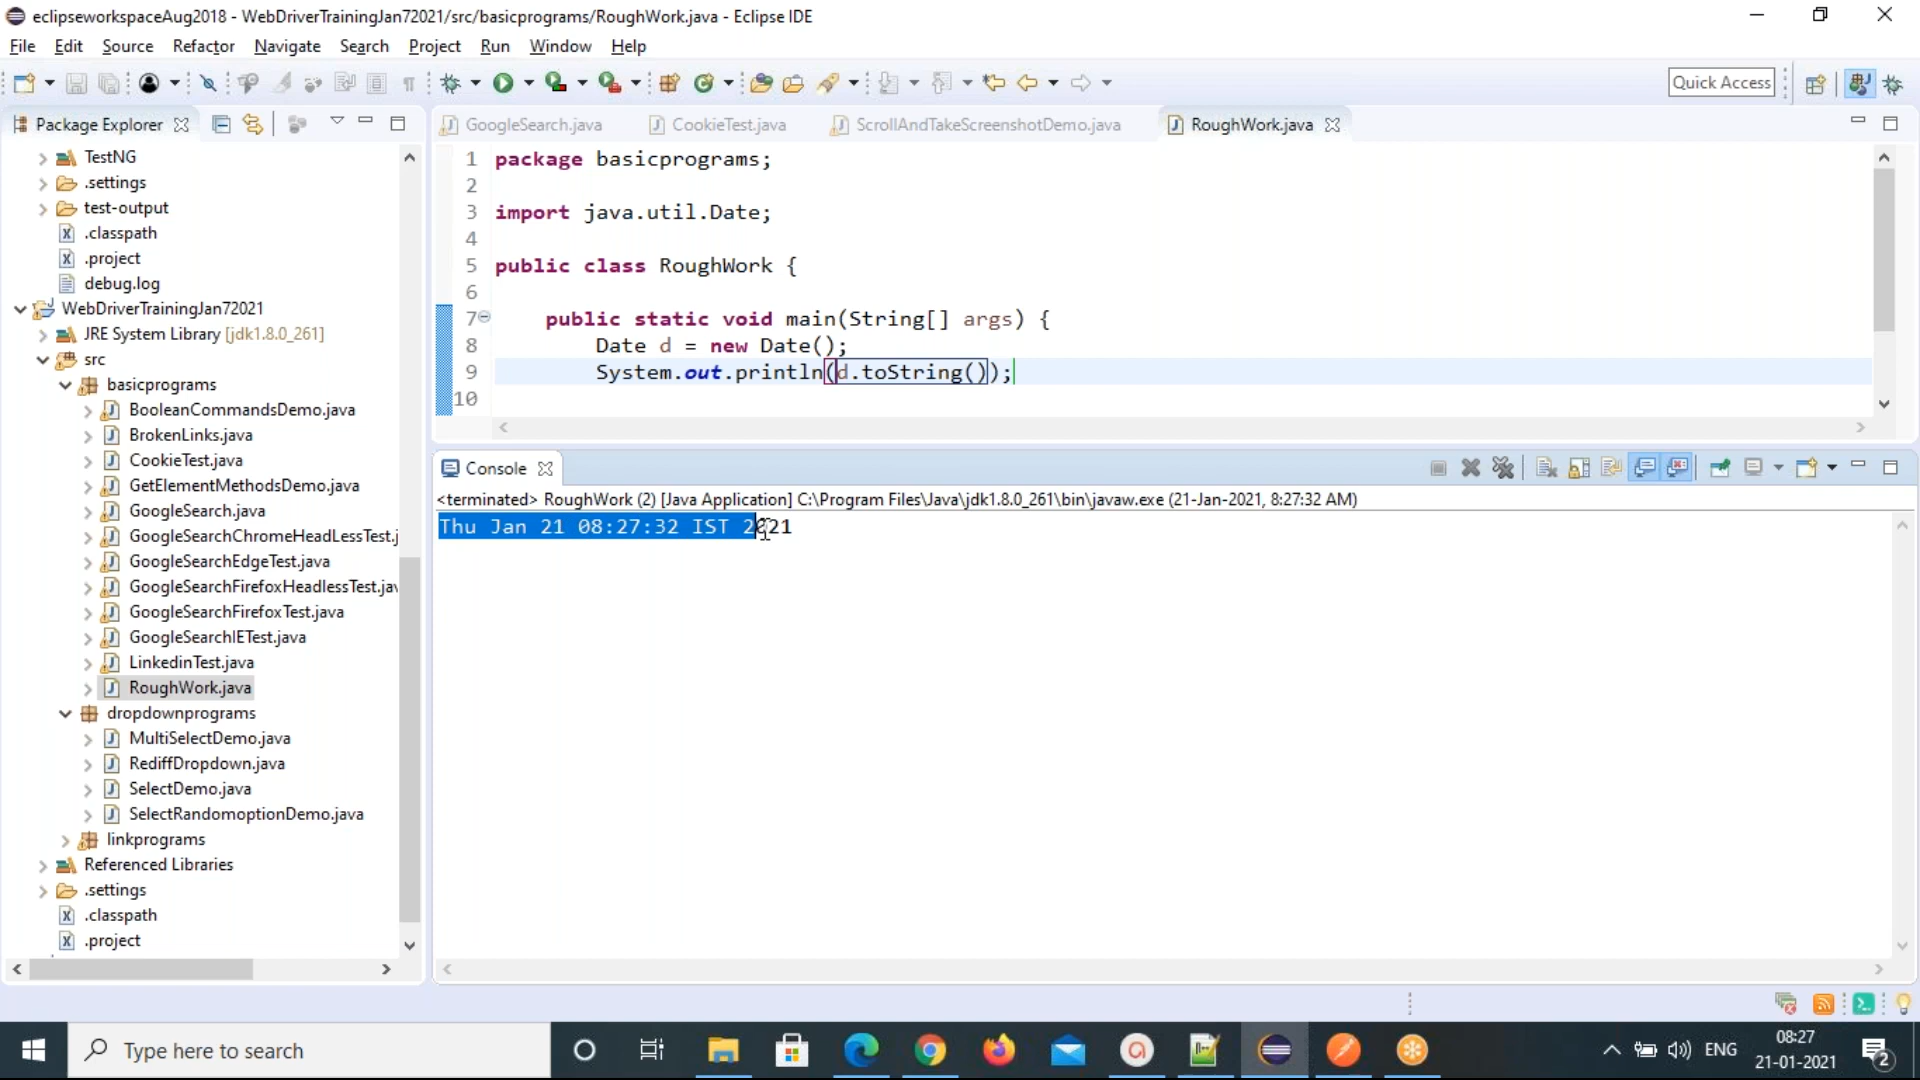 eclipseworkspaceAug2018 - WebDriverTrainingJan72021/src/basicprograms/RoughWork.java - Eclipse IDE
File Edit Source Refactor Navigate Search Project Run Window Help
Quick Access
Package Explorer
TestNG
.settings
test-output
.classpath
.project
debug.log
WebDriverTrainingJan72021
JRE System Library [jdk1.8.0_261]
src
basicprograms
BooleanCommandsDemo.java
BrokenLinks.java
CookieTest.java
GetElementMethodsDemo.java
GoogleSearch.java
GoogleSearchChromeHeadLessTest.j
GoogleSearchEdgeTest.java
GoogleSearchFirefoxHeadlessTest.jav
GoogleSearchFirefoxTest.java
GoogleSearchIETest.java
LinkedinTest.java
RoughWork.java
dropdownprograms
MultiSelectDemo.java
RediffDropdown.java
SelectDemo.java
SelectRandomoptionDemo.java
linkprograms
Referenced Libraries
.settings
.classpath
.project
GoogleSearch.java CookieTest.java ScrollAndTakeScreenshotDemo.java RoughWork.java
1 package basicprograms;
2
3 import java.util.Date;
4
5 public class RoughWork {
6
7 public static void main(String[] args) {
8 Date d = new Date();
9 System.out.println(d.toString());
10
Console
<terminated> RoughWork (2) [Java Application] C:\Program Files\Java\jdk1.8.0_261\bin\javaw.exe (21-Jan-2021, 8:27:32 AM)
Thu Jan 21 08:27:32 IST 2021
Type here to search
ENG
08:27
21-01-2021
2